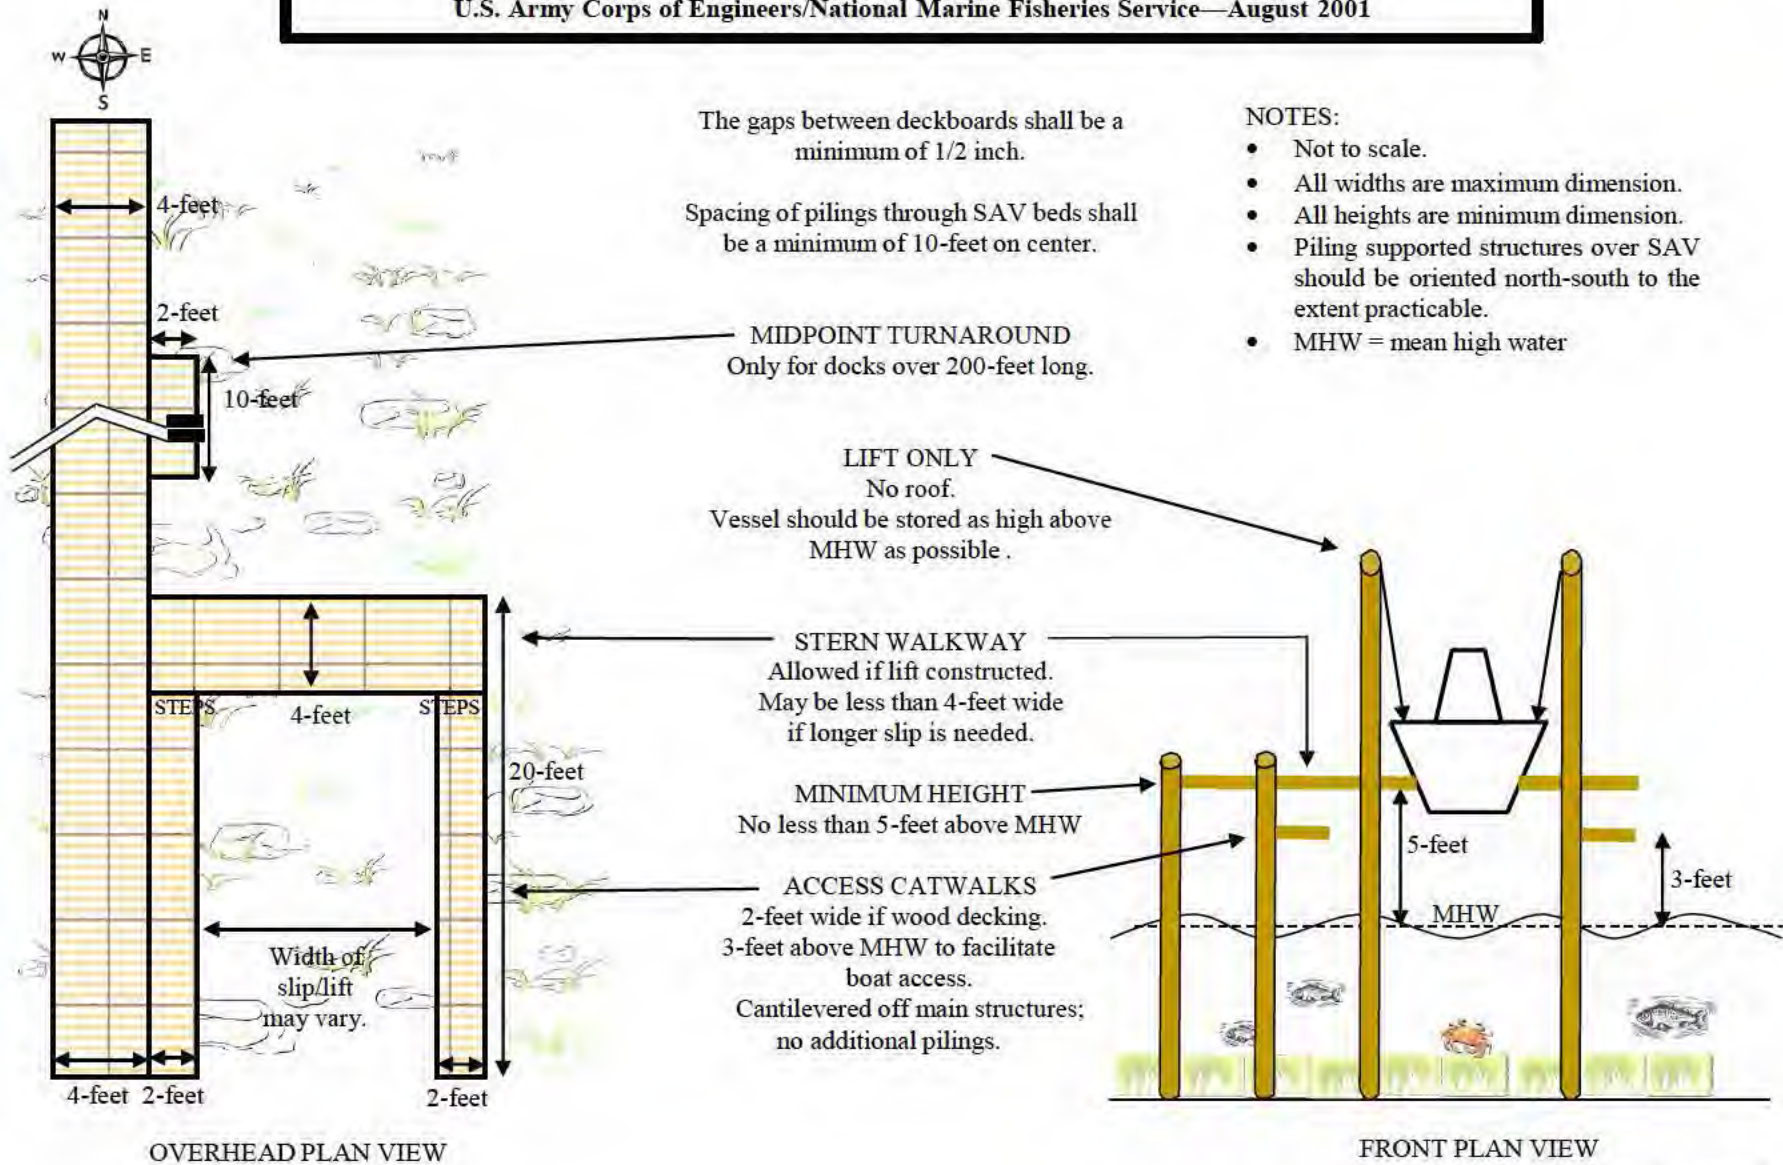 U.S. Army Corps of Engineers/National Marine Fisheries Service—August 2001
N
W
E
S
The gaps between deckboards shall be a
minimum of 1/2 inch.
Spacing of pilings through SAV beds shall
be a minimum of 10-feet on center.
NOTES:
• Not to scale.
• All widths are maximum dimension.
• All heights are minimum dimension.
• Piling supported structures over SAV
should be oriented north-south to the
extent practicable.
• MHW = mean high water
4-feet
2-feet
10-feet
MIDPOINT TURNAROUND
Only for docks over 200-feet long.
LIFT ONLY
No roof.
Vessel should be stored as high above
MHW as possible .
STERN WALKWAY
Allowed if lift constructed.
May be less than 4-feet wide
if longer slip is needed.
STEPS
4-feet
STEPS
20-feet
MINIMUM HEIGHT
No less than 5-feet above MHW
ACCESS CATWALKS
2-feet wide if wood decking.
3-feet above MHW to facilitate
boat access.
Cantilevered off main structures;
no additional pilings.
Width of
slip/lift
may vary.
4-feet
2-feet
2-feet
OVERHEAD PLAN VIEW
5-feet
3-feet
MHW
FRONT PLAN VIEW